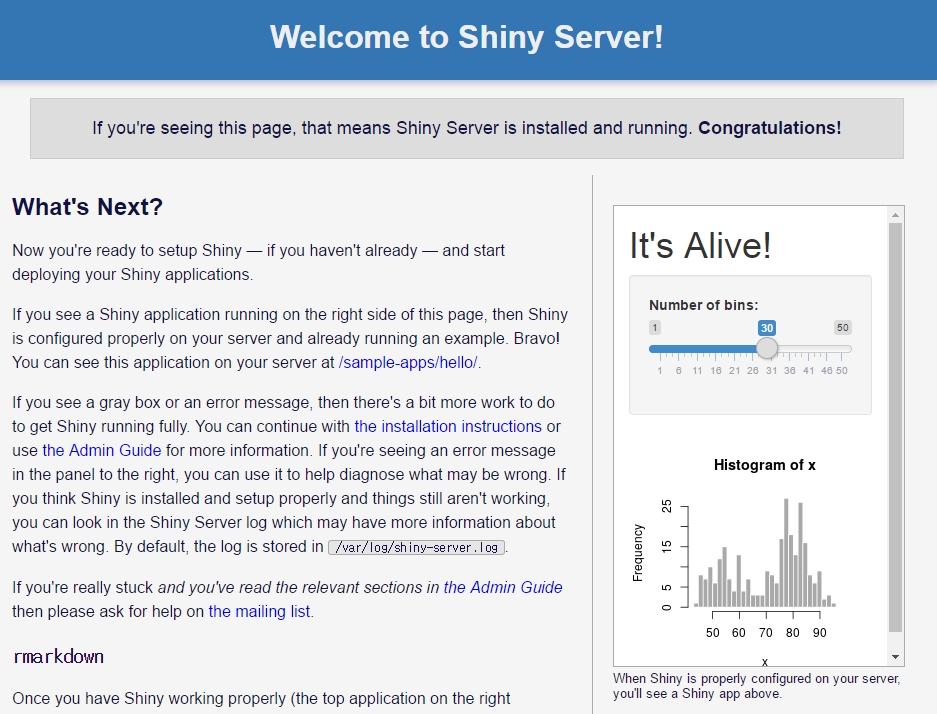 Welcome to Shiny Server!
If you're seeing this page, that means Shiny Server is installed and running. Congratulations!
What's Next?
Now you're ready to setup Shiny — if you haven't already — and start
deploying your Shiny applications.
If you see a Shiny application running on the right side of this page, then Shiny
is configured properly on your server and already running an example. Bravo!
You can see this application on your server at /sample-apps/hello/.
If you see a gray box or an error message, then there's a bit more work to do
to get Shiny running fully. You can continue with the installation instructions or
use the Admin Guide for more information. If you're seeing an error message
in the panel to the right, you can use it to help diagnose what may be wrong. If
you think Shiny is installed and setup properly and things still aren't working,
you can look in the Shiny Server log which may have more information about
what's wrong. By default, the log is stored in /var/log/shiny-server.log.
If you're really stuck and you've read the relevant sections in the Admin Guide
then please ask for help on the mailing list.
rmarkdown
Once you have Shiny working properly (the top application on the right
It's Alive!
Number of bins:
1 30 50
1 6 11 16 21 26 31 36 41 46 50
Histogram of x
Frequency
25
15
5
0
50 60 70 80 90
x
When Shiny is properly configured on your server,
you'll see a Shiny app above.